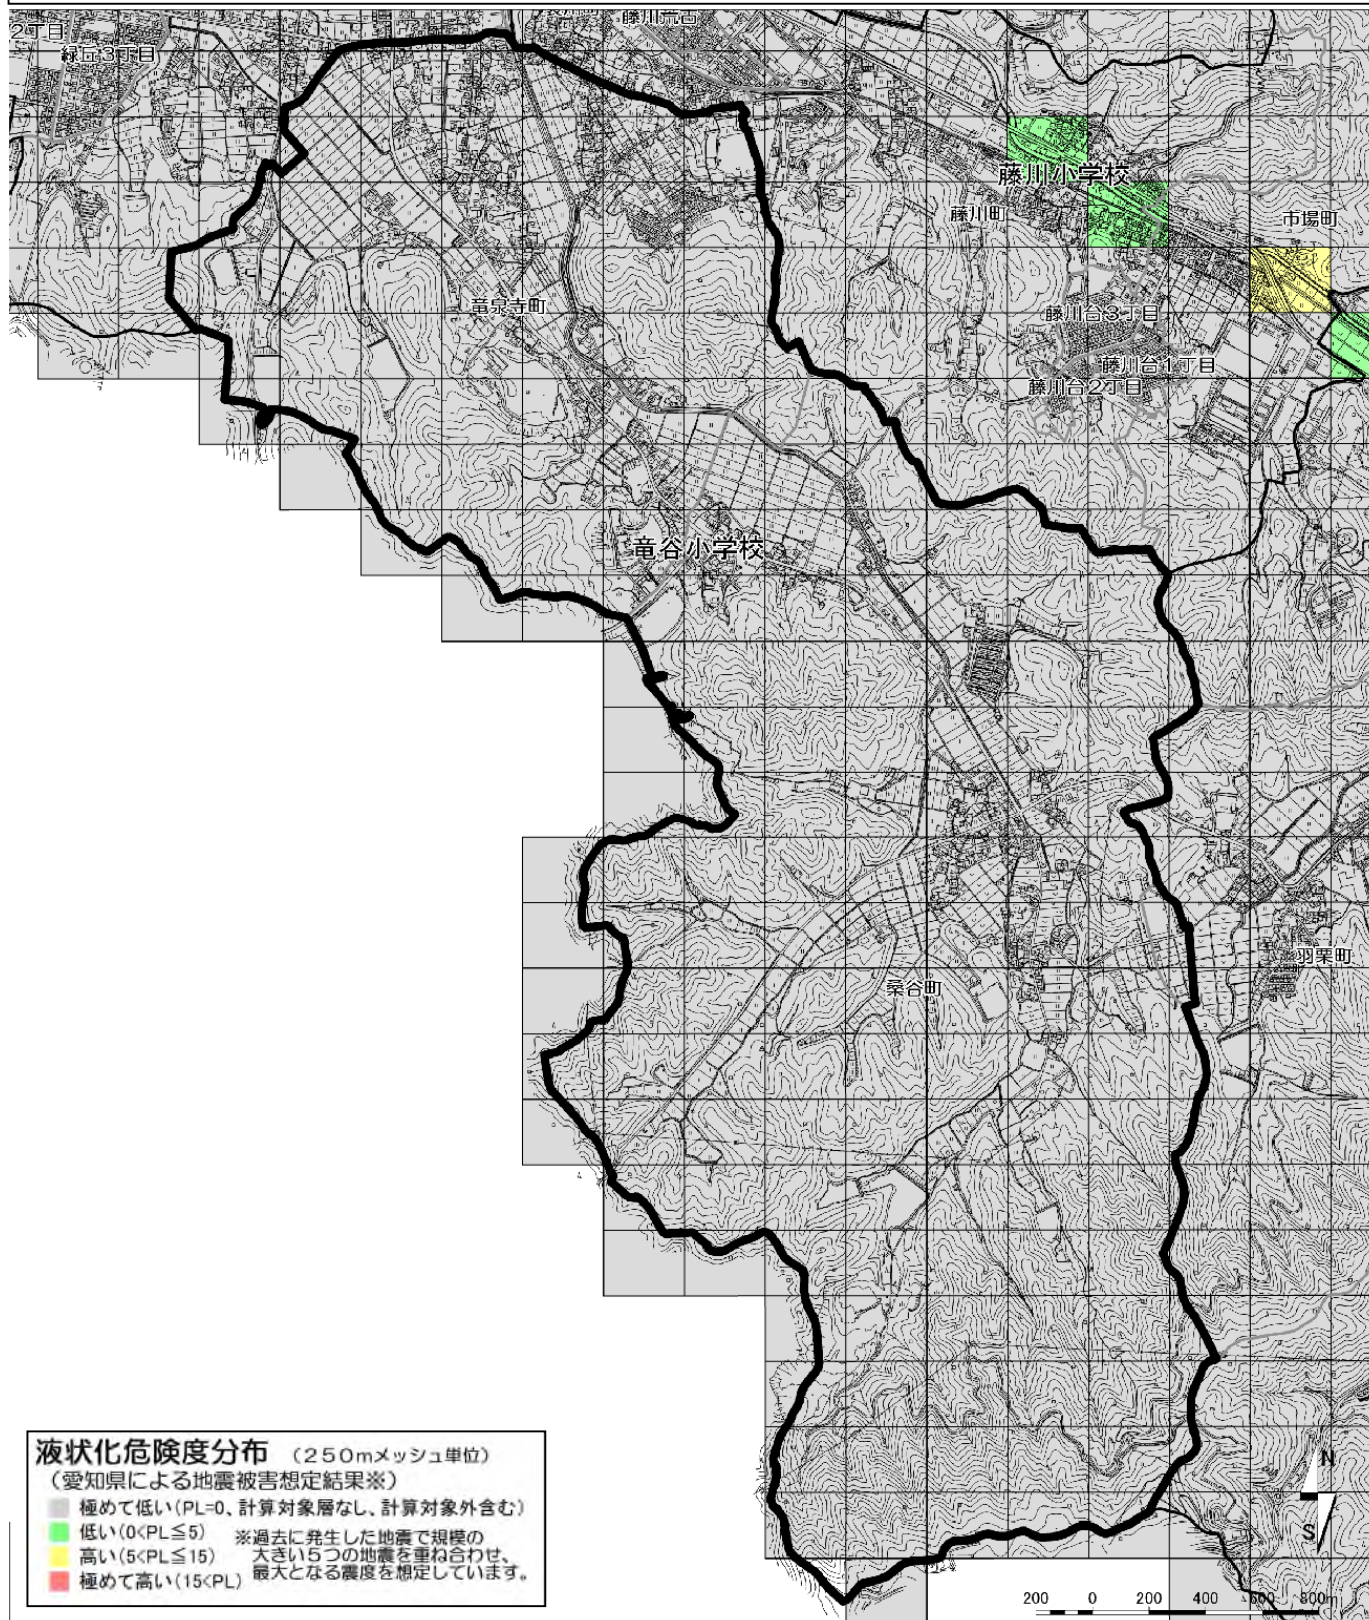 2丁目
緑丘3丁目
藤川荒古
藤川小学校
藤川町
市場町
竜泉寺町
藤川台3丁目
藤川台1丁目
藤川台2丁目
竜谷小学校
羽栗町
桑谷町
液状化危険度分布 (250mメッシュ単位)
(愛知県による地震被害想定結果※)
極めて低い(PL=0、計算対象層なし、計算対象外含む)
低い(0<PL≦5)
高い(5<PL≦15)
極めて高い(15<PL)
※過去に発生した地震で規模の
大きい5つの地震を重ね合わせ、
最大となる震度を想定しています。
N
S
200 0 200 400 600 800m